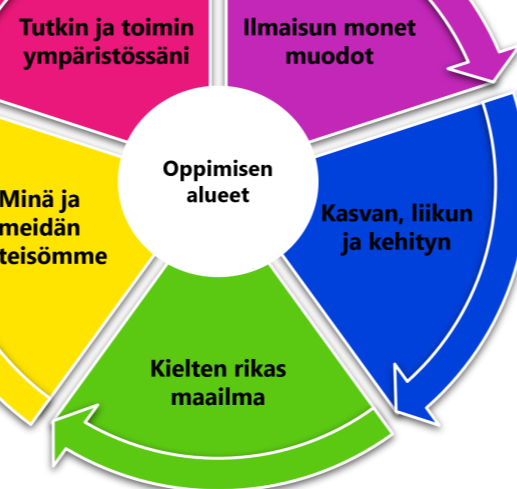 Tutkin ja toimin
ympäristössäni
Ilmaisun monet
muodot
Oppimisen
alueet
Kasvan, liikun
ja kehityn
Minä ja
meidän
teisömme
Kielten rikas
maailma